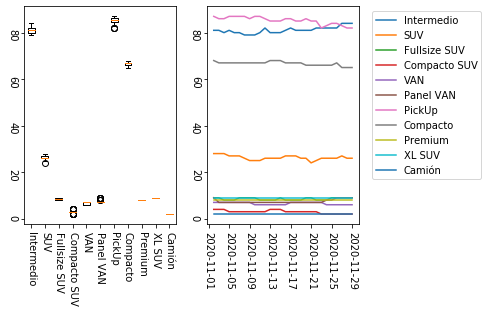 80
60
40
20
0
Intermedio
SUV
Fullsize SUV
Compacto SUV
VAN
Panel VAN
PickUp
Compacto
Premium
XL SUV
Camión
80
60
40
20
0
2020-11-01
2020-11-05
2020-11-09
2020-11-13
2020-11-17
2020-11-21
2020-11-25
2020-11-29
Intermedio
SUV
Fullsize SUV
Compacto SUV
VAN
Panel VAN
PickUp
Compacto
Premium
XL SUV
Camión